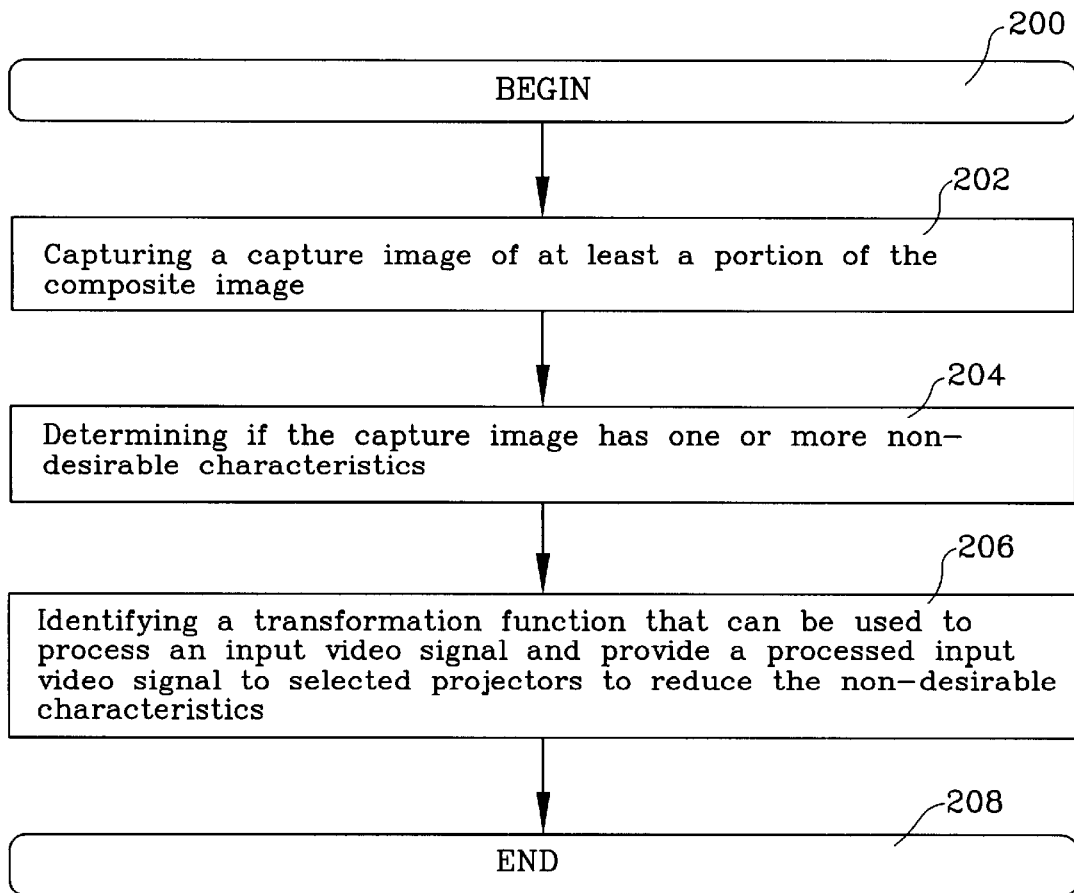 200
BEGIN
202
Capturing a capture image of at least a portion of the
composite image
204
Determining if the capture image has one or more non-
desirable characteristics
206
Identifying a transformation function that can be used to
process an input video signal and provide a processed input
video signal to selected projectors to reduce the non-desirable
characteristics
208
END